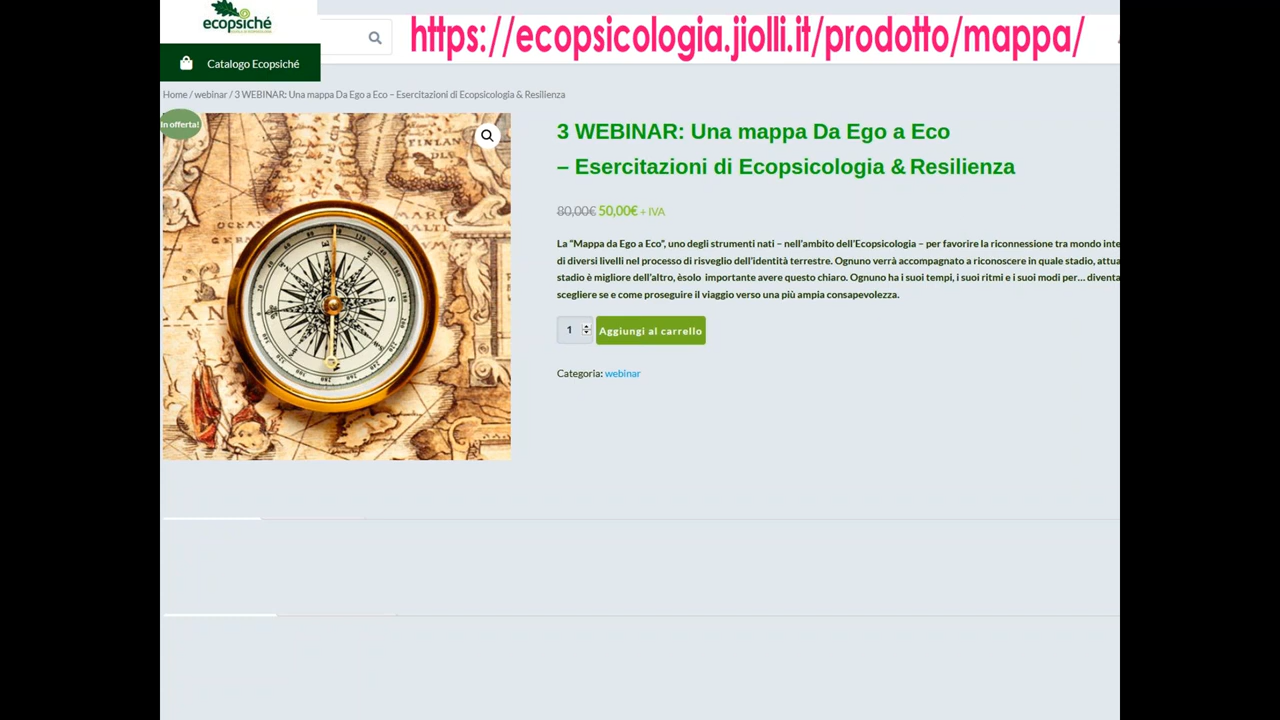 ecopsiché
https://ecopsicologia.jiolli.it/prodotto/mappa/
Catalogo Ecopsiché
Home / webinar / 3 WEBINAR: Una mappa Da Ego a Eco – Esercitazioni di Ecopsicologia & Resilienza
In offerta!
3 WEBINAR: Una mappa Da Ego a Eco
– Esercitazioni di Ecopsicologia & Resilienza
80,00€ 50,00€ + IVA
La “Mappa da Ego a Eco”, uno degli strumenti nati – nell’ambito dell’Ecopsicologia – per favorire la riconnessione tra mondo inte
di diversi livelli nel processo di risveglio dell’identità terrestre. Ognuno verrà accompagnato a riconoscere in quale stadio, attua
stadio è migliore dell’altro, èsolo importante avere questo chiaro. Ognuno ha i suoi tempi, i suoi ritmi e i suoi modi per… diventa
scegliere se e come proseguire il viaggio verso una più ampia consapevolezza.
1 Aggiungi al carrello
Categoria: webinar